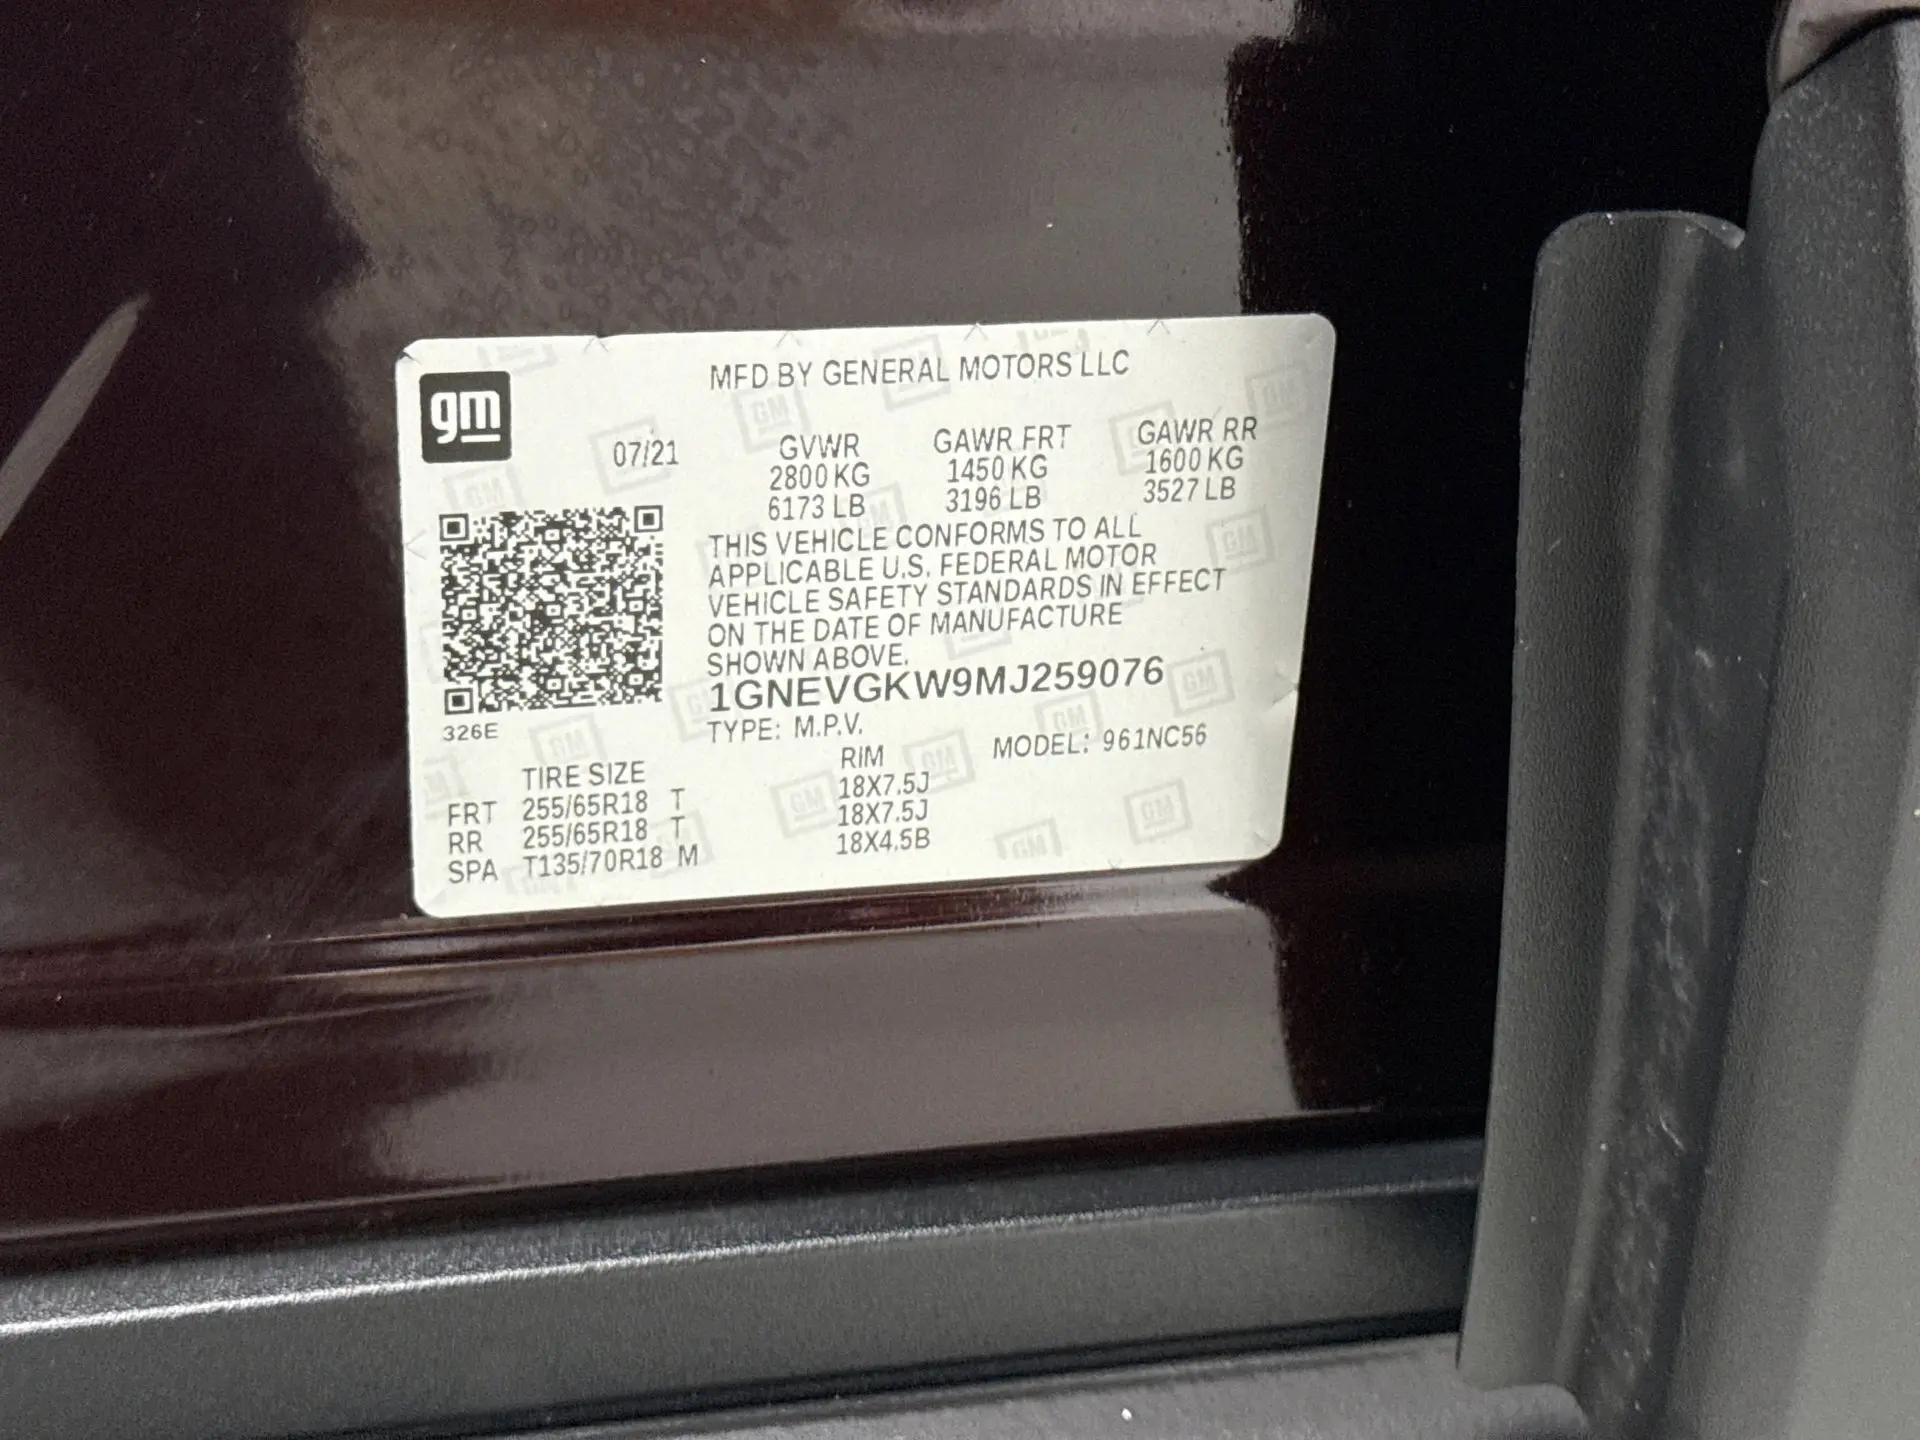 gm
MFD BY GENERAL MOTORS LLC
07/21 GVWR GAWR FRT GAWR RR
2800 KG 1450 KG 1600 KG
6173 LB 3196 LB 3527 LB
THIS VEHICLE CONFORMS TO ALL
APPLICABLE U.S. FEDERAL MOTOR
VEHICLE SAFETY STANDARDS IN EFFECT
ON THE DATE OF MANUFACTURE
SHOWN ABOVE.
1GNEVGKW9MJ259076
326E
TYPE: M.P.V.
MODEL: 961NC56
TIRE SIZE RIM
FRT 255/65R18 T 18X7.5J
RR 255/65R18 T 18X7.5J
SPA T135/70R18 M 18X4.5B